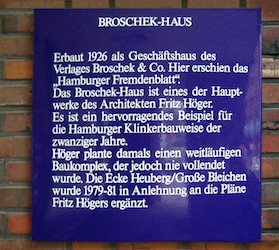 BROSCHEK-HAUS
Erbaut 1926 als Geschäftshaus des
Verlages Broschek & Co. Hier erschien das
„Hamburger Fremdenblatt“.
Das Broschek-Haus ist eines der Haupt-
werke des Architekten Fritz Höger.
Es ist ein hervorragendes Beispiel für
die Hamburger Klinkerbauweise der
zwanziger Jahre.
Höger plante damals einen weitläufigen
Baukomplex, der jedoch nie vollendet
wurde. Die Ecke Heuberg/Große Bleichen
wurde 1979-81 in Anlehnung an die Pläne
Fritz Högers ergänzt.